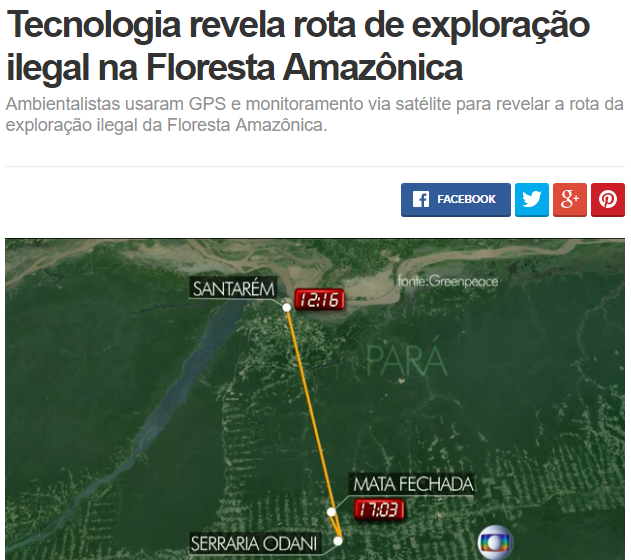 Tecnologia revela rota de exploração
ilegal na Floresta Amazônica
Ambientalistas usaram GPS e monitoramento via satélite para revelar a rota da
exploração ilegal da Floresta Amazônica.
FACEBOOK
g+
fonte:Greenpeace
SANTARÉM
12:16
PARÁ
MATA FECHADA
17:03
SERRARIA ODANI